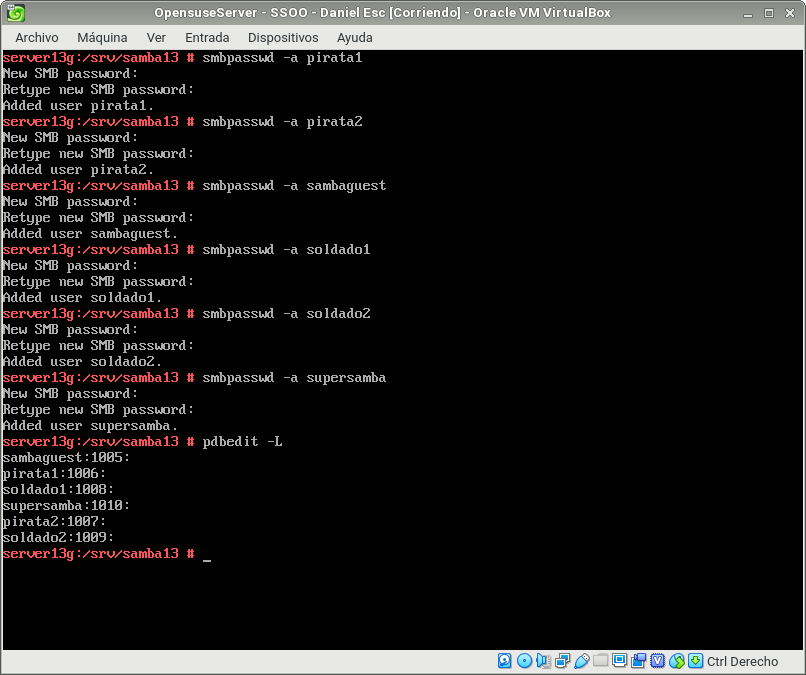 OpensuseServer - SSOO - Daniel Esc [Corriendo] - Oracle VM VirtualBox
Archivo Máquina Ver Entrada Dispositivos Ayuda
server13g:/srv/samba13 # smbpasswd -a pirata1
New SMB password:
Retype new SMB password:
Added user pirata1.
server13g:/srv/samba13 # smbpasswd -a pirata2
New SMB password:
Retype new SMB password:
Added user pirata2.
server13g:/srv/samba13 # smbpasswd -a sambaguest
New SMB password:
Retype new SMB password:
Added user sambaguest.
server13g:/srv/samba13 # smbpasswd -a soldado1
New SMB password:
Retype new SMB password:
Added user soldado1.
server13g:/srv/samba13 # smbpasswd -a soldado2
New SMB password:
Retype new SMB password:
Added user soldado2.
server13g:/srv/samba13 # smbpasswd -a supersamba
New SMB password:
Retype new SMB password:
Added user supersamba.
server13g:/srv/samba13 # pdbedit -L
sambaguest:1005:
pirata1:1006:
soldado1:1008:
supersamba:1010:
pirata2:1007:
soldado2:1009:
server13g:/srv/samba13 # _
Ctrl Derecho